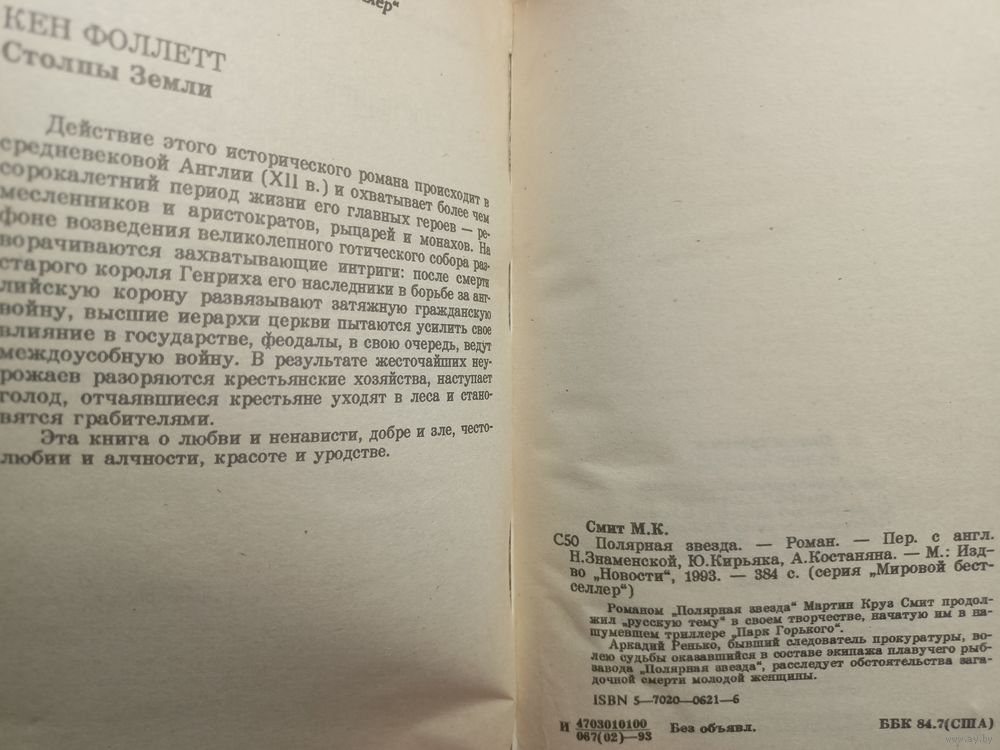 КЕН ФОЛЛЕТТ
Столпы Земли
Действие этого исторического романа происходит в
средневековой Англии (XII в.) и охватывает более чем
сорокалетний период жизни его главных героев — ре-
месленников и аристократов, рыцарей и монахов. На
фоне возведения великолепного готического собора раз-
ворачиваются захватывающие интриги: после смерти
старого короля Генриха его наследники в борьбе за анг-
лийскую корону развязывают затяжную гражданскую
войну, высшие иерархи церкви пытаются усилить свое
влияние в государстве, феодалы, в свою очередь, ведут
междоусобную войну. В результате жесточайших неу-
рожаев разоряются крестьянские хозяйства, наступает
голод, отчаявшиеся крестьяне уходят в леса и стано-
вятся грабителями.
Эта книга о любви и ненависти, добре и зле, често-
любии и алчности, красоте и уродстве.
Смит М.К.
С50 Полярная звезда. — Роман. — Пер. с англ.
Н.Знаменской, Ю.Кирьяка, А.Костаняна. — М.: Изд-
во „Новости“, 1993. — 384 с. (серия „Мировой бест-
селлер“)
Романом „Полярная звезда“ Мартин Круз Смит продол-
жил „русскую тему“ в своем творчестве, начатую им в на-
шумевшем триллере „Парк Горького“.
Аркадий Ренько, бывший следователь прокуратуры, во-
лею судьбы оказавшийся в составе экипажа плавучего рыб-
завода „Полярная звезда“, расследует обстоятельства зага-
дочной смерти молодой женщины.
ISBN 5—7020—0621—6
И 4703010100
067(02)—93 Без объявл. ББК 84.7(США)
www.ay.by